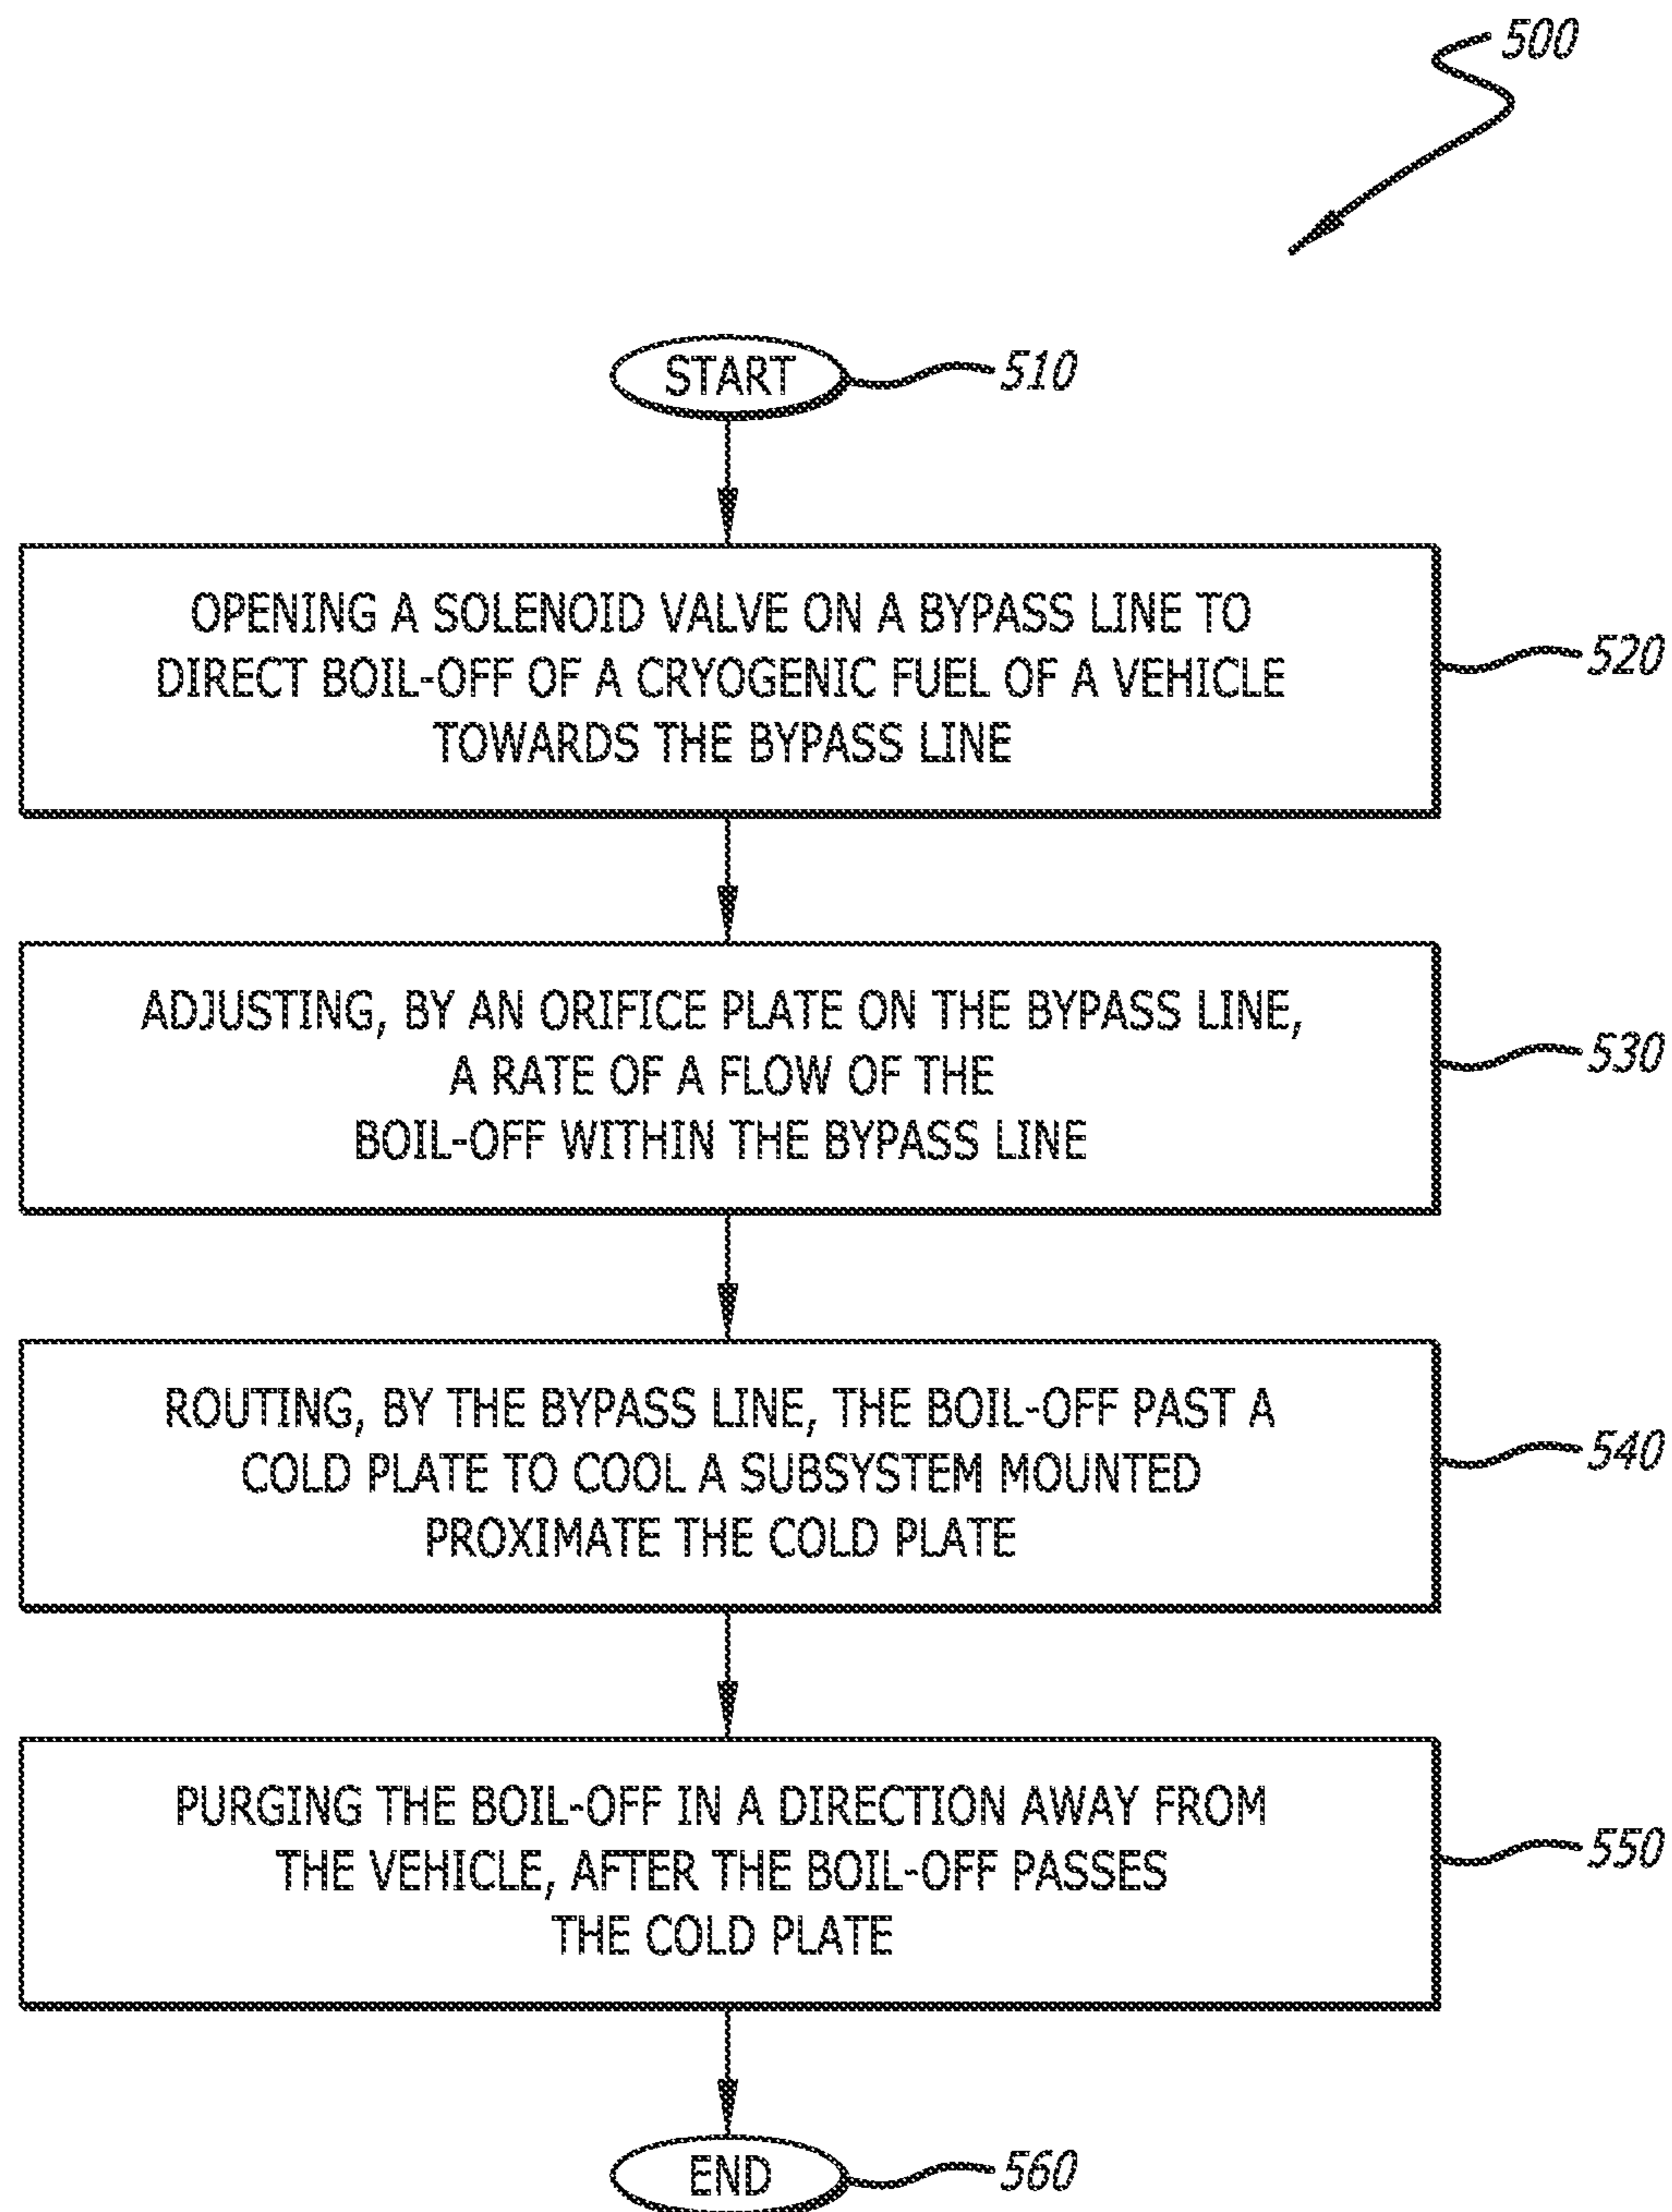 500
START
510
OPENING A SOLENOID VALVE ON A BYPASS LINE TO
DIRECT BOIL-OFF OF A CRYOGENIC FUEL OF A VEHICLE
TOWARDS THE BYPASS LINE
520
ADJUSTING, BY AN ORIFICE PLATE ON THE BYPASS LINE,
A RATE OF A FLOW OF THE
BOIL-OFF WITHIN THE BYPASS LINE
530
ROUTING, BY THE BYPASS LINE, THE BOIL-OFF PAST A
COLD PLATE TO COOL A SUBSYSTEM MOUNTED
PROXIMATE THE COLD PLATE
540
PURGING THE BOIL-OFF IN A DIRECTION AWAY FROM
THE VEHICLE, AFTER THE BOIL-OFF PASSES
THE COLD PLATE
550
END
560